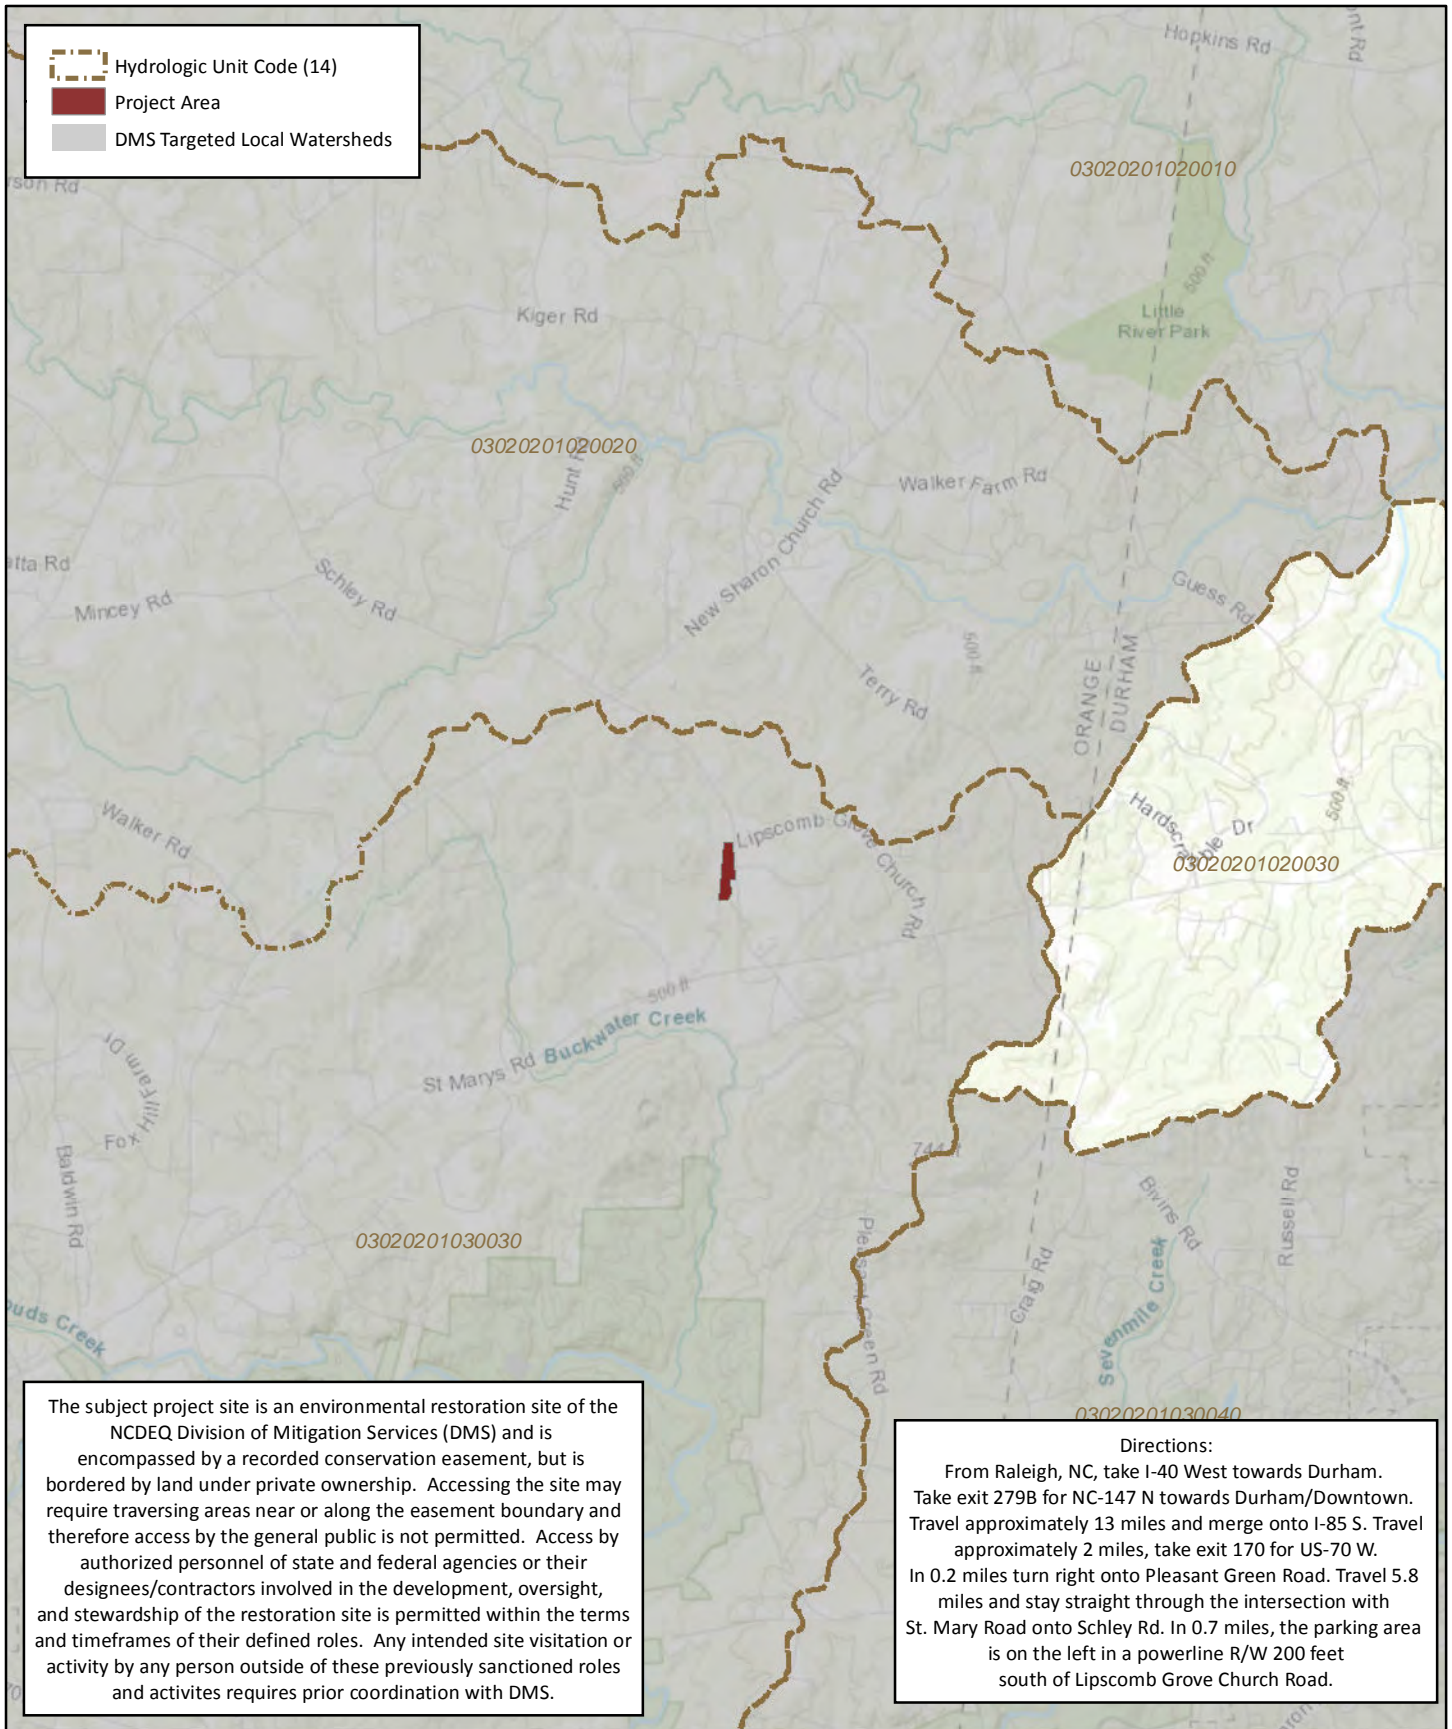 Hydrologic Unit Code (14)
Project Area
DMS Targeted Local Watersheds
Hopkins Rd
nt Rd
rson Rd
03020201020010
500 ft
Kiger Rd
Little
River Park
03020201020020
Hunt R
500 ft
Walker Farm Rd
New Sharon Church Rd
atta Rd
Schley Rd
Mincey Rd
Guess Rd
500 ft
ORANGE
DURHAM
Terry Rd
Walker Rd
Lipscomb Grove Church Rd
Hardscrabble Dr
500 ft
03020201020030
500 ft
Buckwater Creek
St Marys Rd
Fox Hill Farm Dr
Baldwin Rd
744 ft
Bivins Rd
Russell Rd
03020201030030
Pleasant Green Rd
Craig Rd
Sevenmile Creek
ouds Creek
03020201030040
The subject project site is an environmental restoration site of the
NCDEQ Division of Mitigation Services (DMS) and is
encompassed by a recorded conservation easement, but is
bordered by land under private ownership.  Accessing the site may
require traversing areas near or along the easement boundary and
therefore access by the general public is not permitted.  Access by
authorized personnel of state and federal agencies or their
designees/contractors involved in the development, oversight,
and stewardship of the restoration site is permitted within the terms
and timeframes of their defined roles.  Any intended site visitation or
activity by any person outside of these previously sanctioned roles
and activites requires prior coordination with DMS.
Directions:
From Raleigh, NC, take I-40 West towards Durham.
Take exit 279B for NC-147 N towards Durham/Downtown.
Travel approximately 13 miles and merge onto I-85 S. Travel
approximately 2 miles, take exit 170 for US-70 W.
In 0.2 miles turn right onto Pleasant Green Road. Travel 5.8
miles and stay straight through the intersection with
St. Mary Road onto Schley Rd. In 0.7 miles, the parking area
is on the left in a powerline R/W 200 feet
south of Lipscomb Grove Church Road.